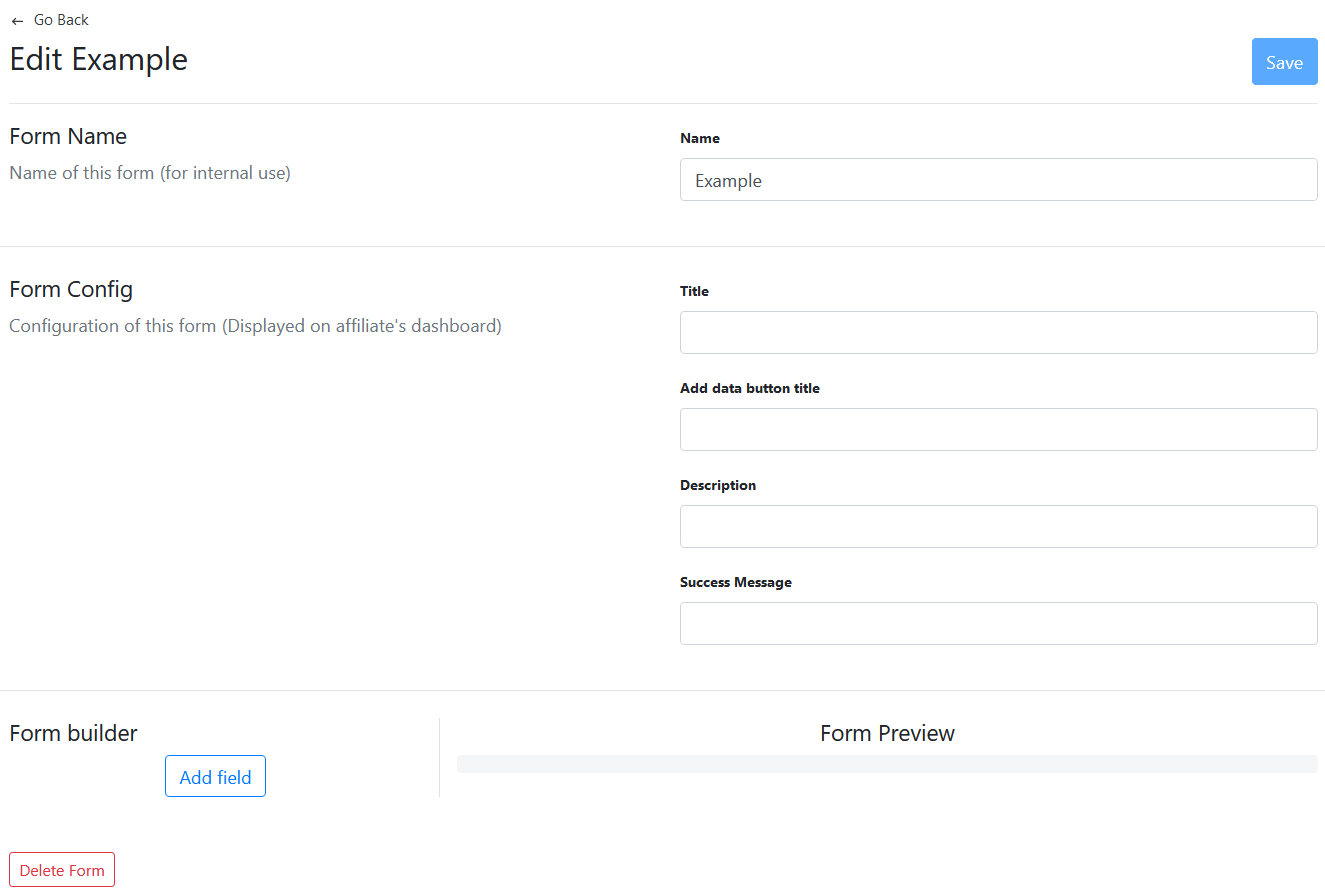 ← Go Back
Edit Example
Save
Form Name
Name of this form (for internal use)
Name
Example
Form Config
Configuration of this form (Displayed on affiliate's dashboard)
Title
Add data button title
Description
Success Message
Form builder
Add field
Form Preview
Delete Form